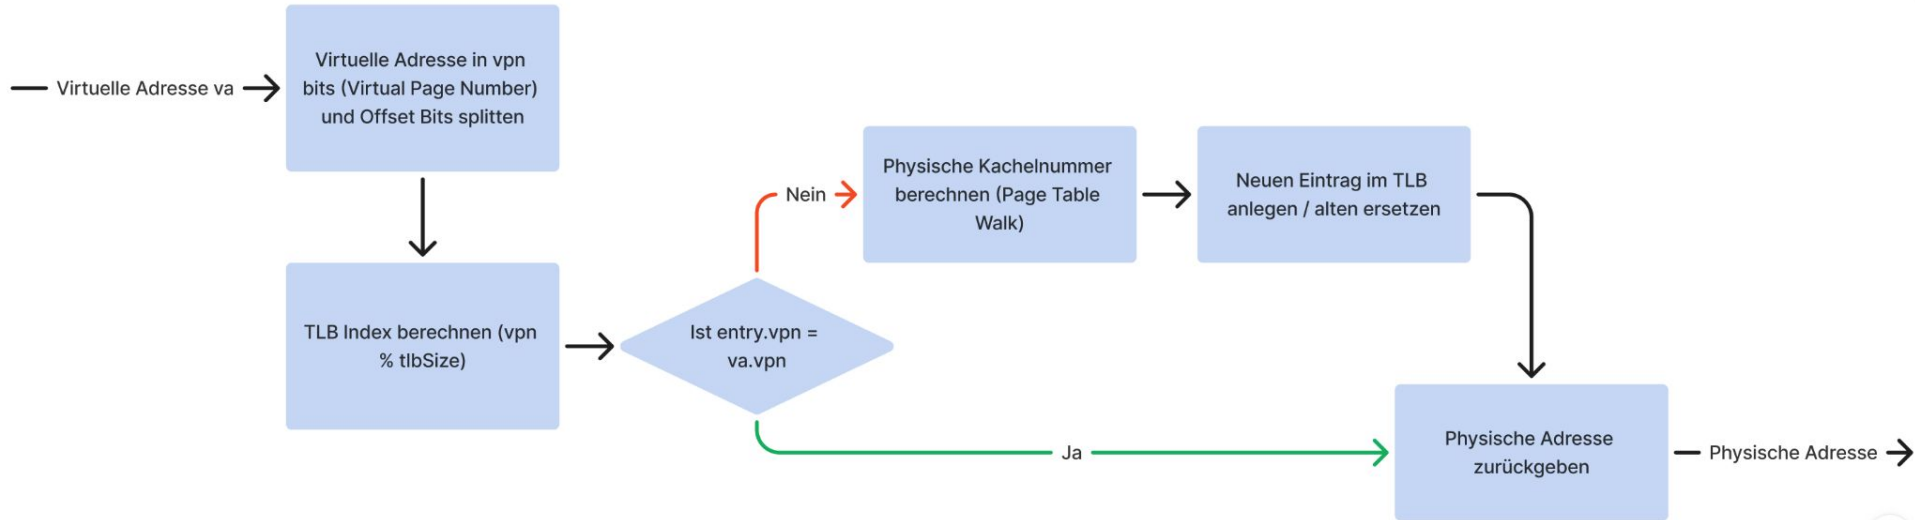 Virtuelle Adresse va
Virtuelle Adresse in vpn
bits (Virtual Page Number)
und Offset Bits splitten
TLB Index berechnen (vpn
% tlbSize)
Ist entry.vpn =
va.vpn
Nein
Physische Kachelnummer
berechnen (Page Table
Walk)
Neuen Eintrag im TLB
anlegen / alten ersetzen
Ja
Physische Adresse
zurückgeben
Physische Adresse